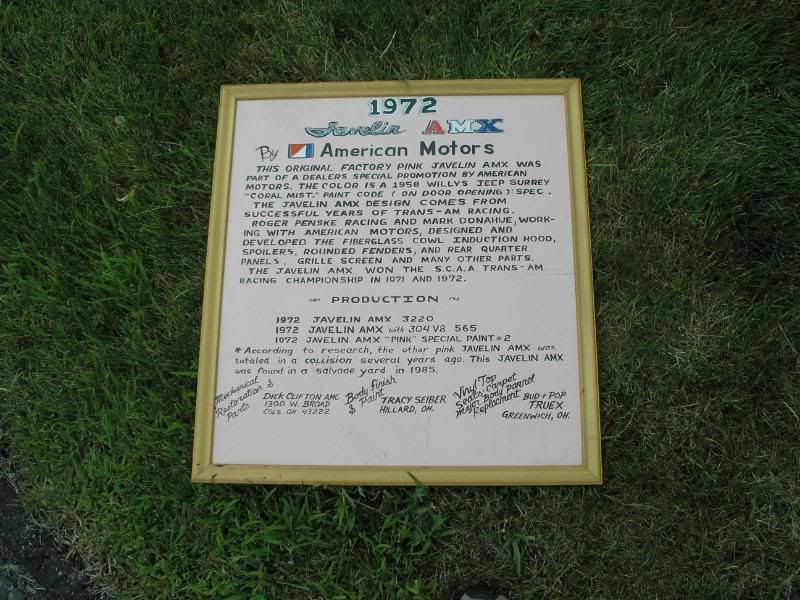 1972
Javelin AMX
By American Motors
THIS ORIGINAL FACTORY PINK JAVELIN AMX WAS
PART OF A DEALERS SPECIAL PROMOTION BY AMERICAN
MOTORS. THE COLOR IS A 1958 WILLYS JEEP SURREY
"CORAL MIST." PAINT CODE (ON DOOR OPENING): SPEC.
THE JAVELIN AMX DESIGN COMES FROM
SUCCESSFUL YEARS OF TRANS-AM RACING.
ROGER PENSKE RACING AND MARK DONAHUE, WORK-
ING WITH AMERICAN MOTORS, DESIGNED AND
DEVELOPED THE FIBERGLASS COWL INDUCTION HOOD,
SPOILERS, ROUNDED FENDERS, AND REAR QUARTER
PANELS, GRILLE SCREEN AND MANY OTHER PARTS.
THE JAVELIN AMX WON THE S.C.A.A. TRANS-AM
RACING CHAMPIONSHIP IN 1971 AND 1972.
~ PRODUCTION ~
1972 JAVELIN AMX 3220
1972 JAVELIN AMX with 304 V8 565
1972 JAVELIN AMX "PINK" SPECIAL PAINT = 2
* According to research, the other pink JAVELIN AMX was
totaled in a COLLISION several years ago. This JAVELIN AMX
was found in a salvage yard in 1985.
Mechanical
Restoration &
Parts
DICK CLIFTON AMC
1390 W. BROAD
COLS. OH 43222
Body Finish
& Paint
TRACY SEIBER
HILLARD, OH.
Vinyl Top
Seats, Carpet
Major Body Pannel
Replacment
BUD + POP
TRUEX
GREENWICH, OH.